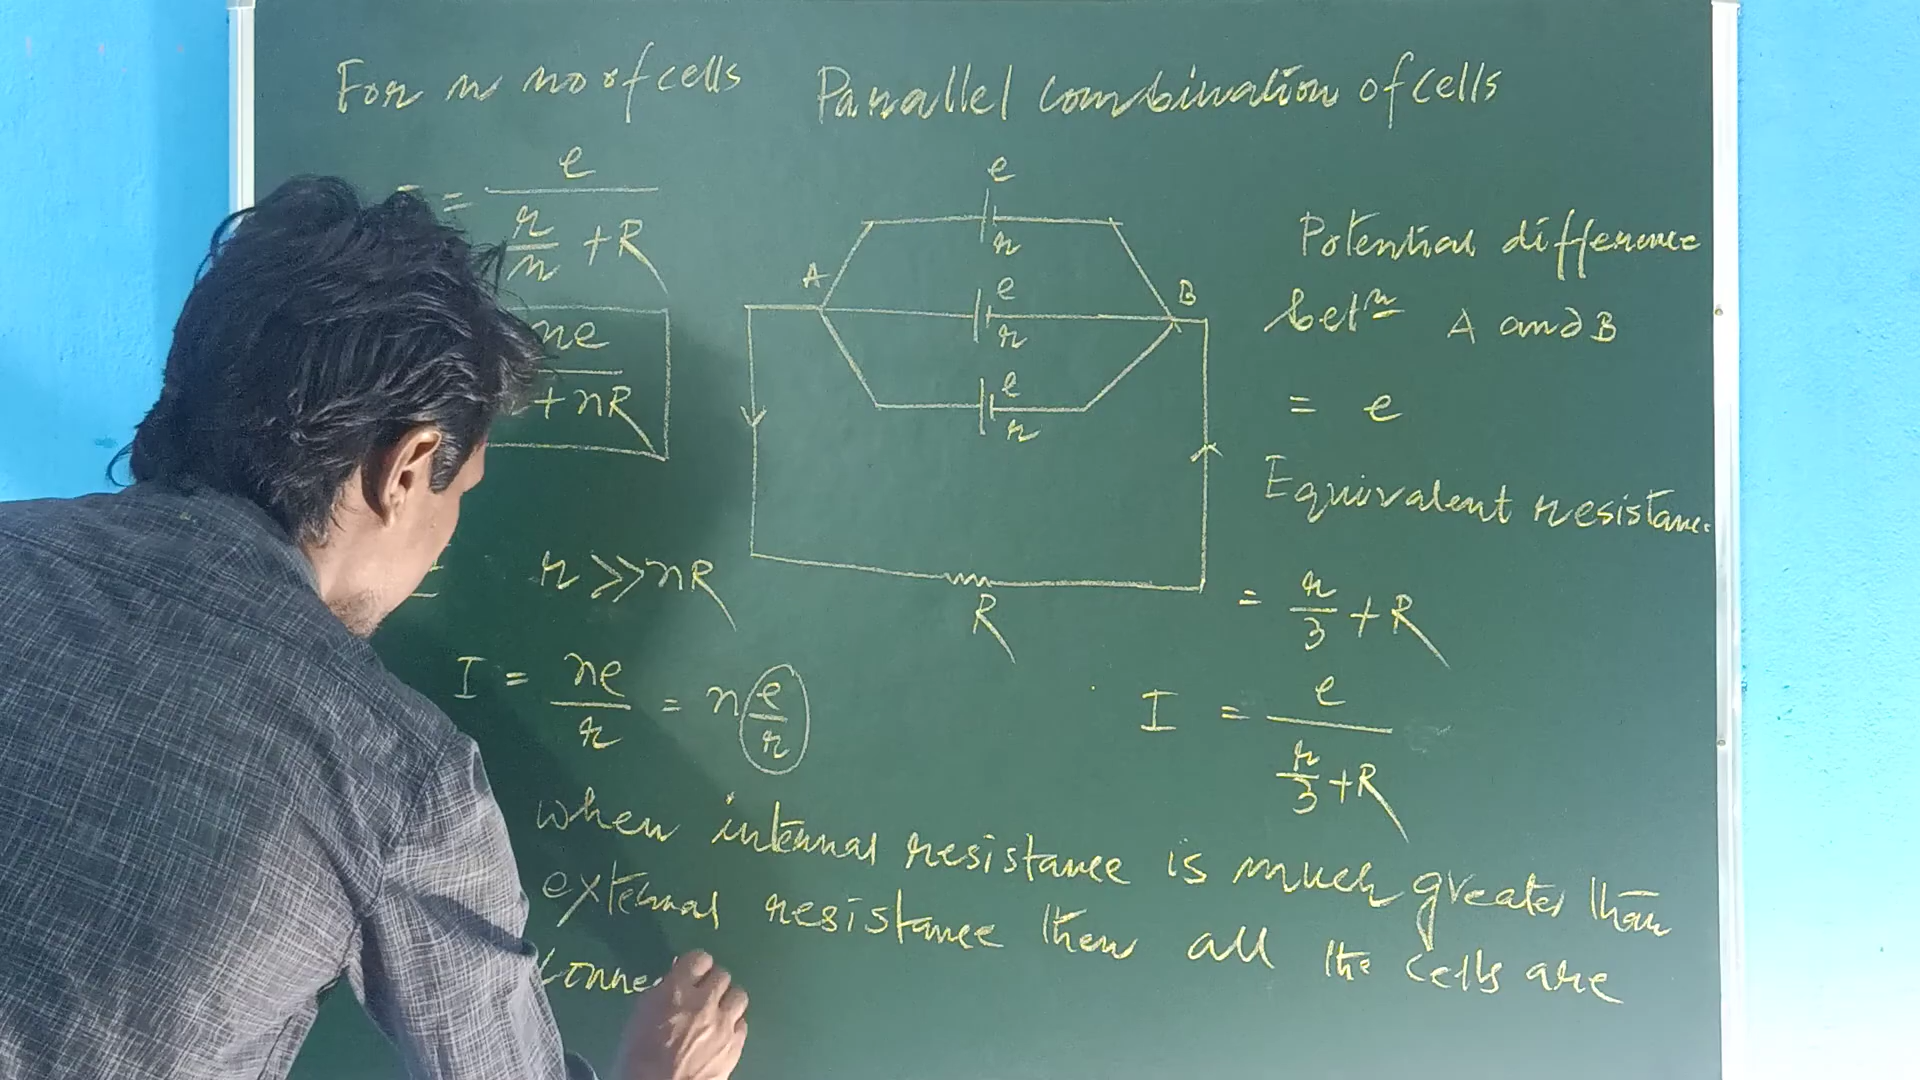 For n no of cells
Parallel combination of cells
= e
r/n + R
ne
+ nR
r >> nR
I = ne/r = n e/r
e
r
A
e
B
r
e
r
R
Potential difference
betⁿ A and B
= e
Equivalent resistance
= r/3 + R
I = e
r/3 + R
when internal resistance is much greater than
external resistance then all the cells are